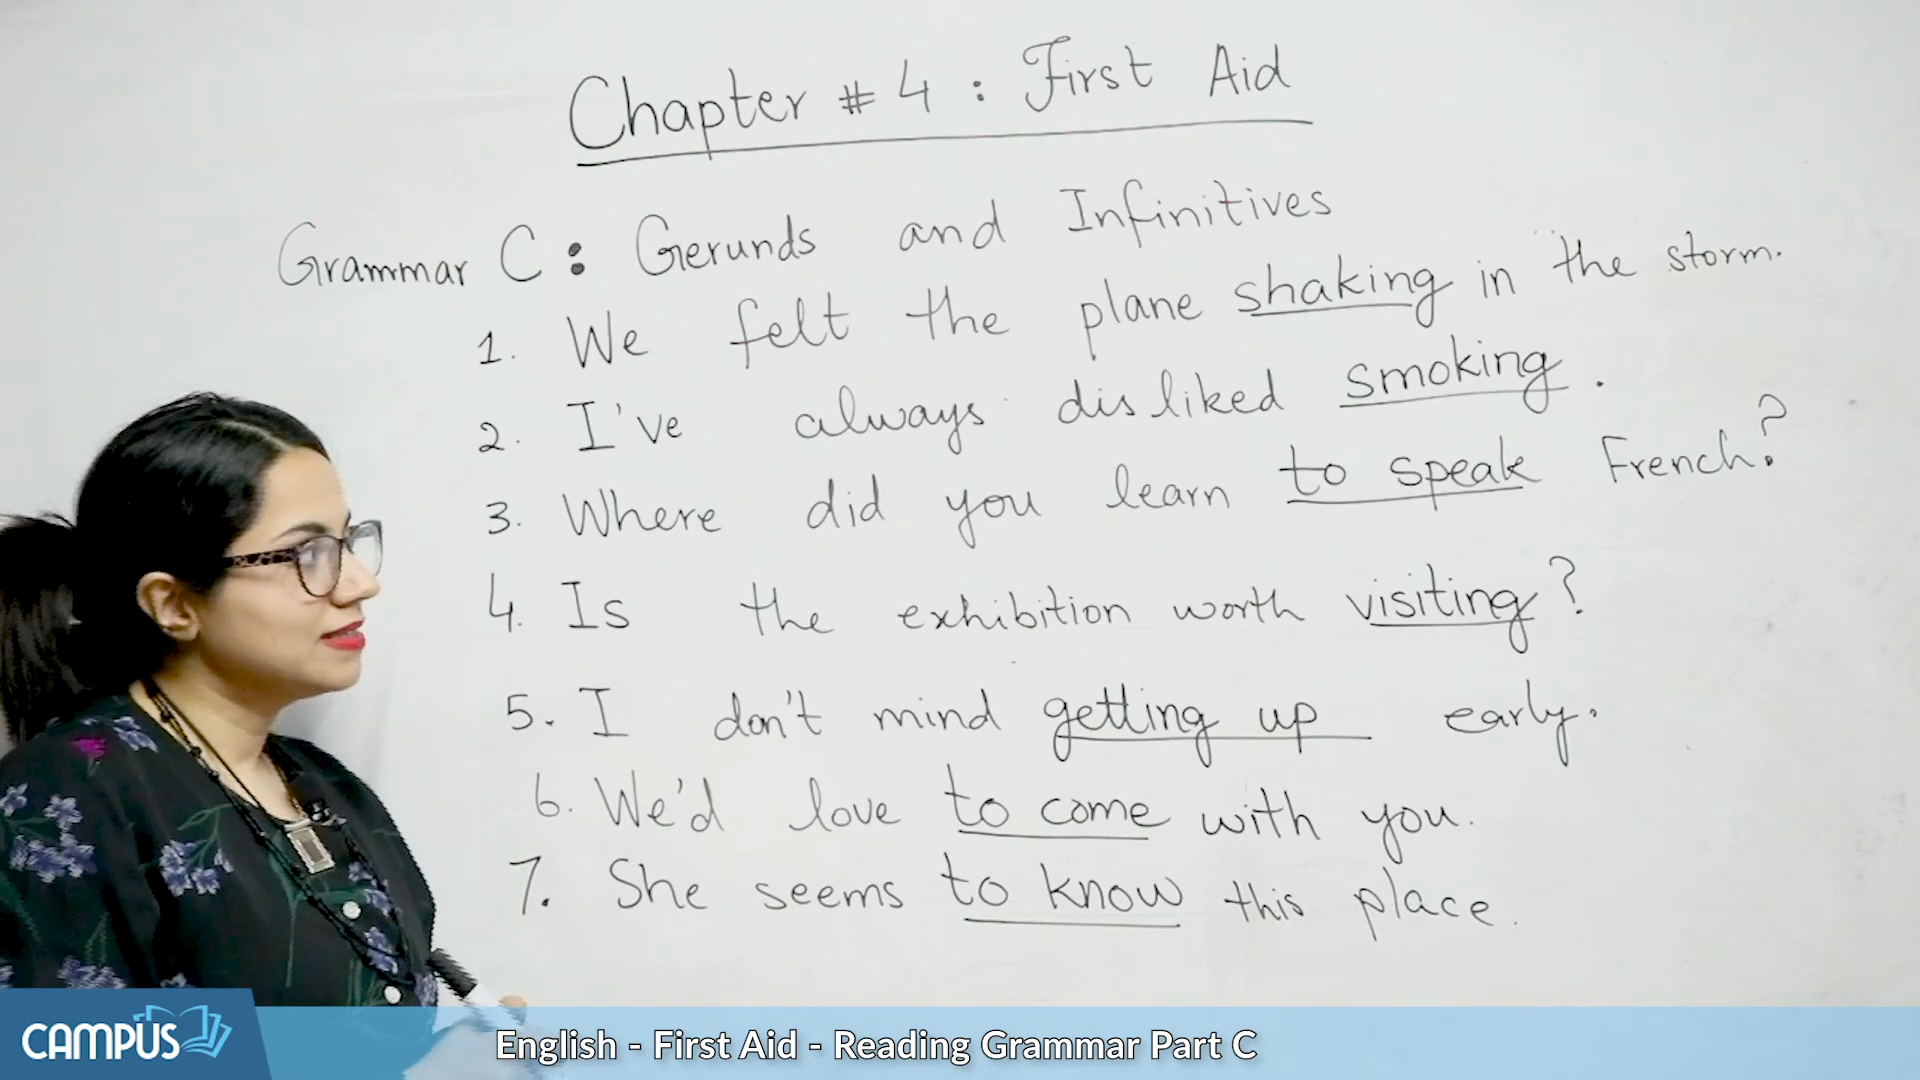 Chapter # 4 : First Aid
Grammar C : Gerunds and Infinitives
1. We felt the plane shaking in the storm.
2. I've always disliked smoking.
3. Where did you learn to speak French?
4. Is the exhibition worth visiting?
5. I don't mind getting up early.
6. We'd love to come with you.
7. She seems to know this place.
CAMPUS
English - First Aid - Reading Grammar Part C